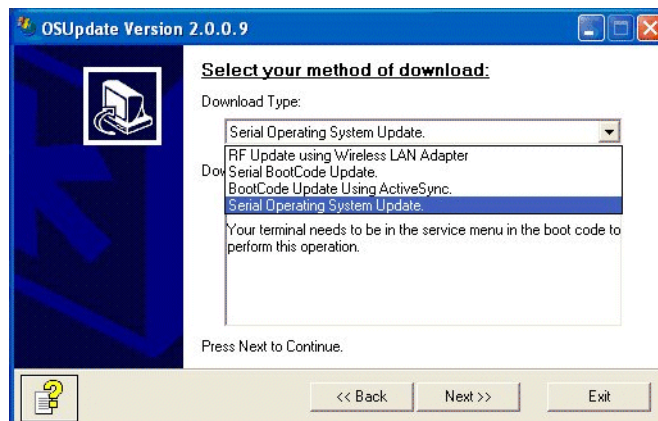 OSUpdate Version 2.0.0.9
Select your method of download:
Download Type:
Serial Operating System Update.
RF Update using Wireless LAN Adapter
Serial BootCode Update.
BootCode Update Using ActiveSync.
Serial Operating System Update.
Your terminal needs to be in the service menu in the boot code to
perform this operation.
Press Next to Continue.
<< Back
Next >>
Exit